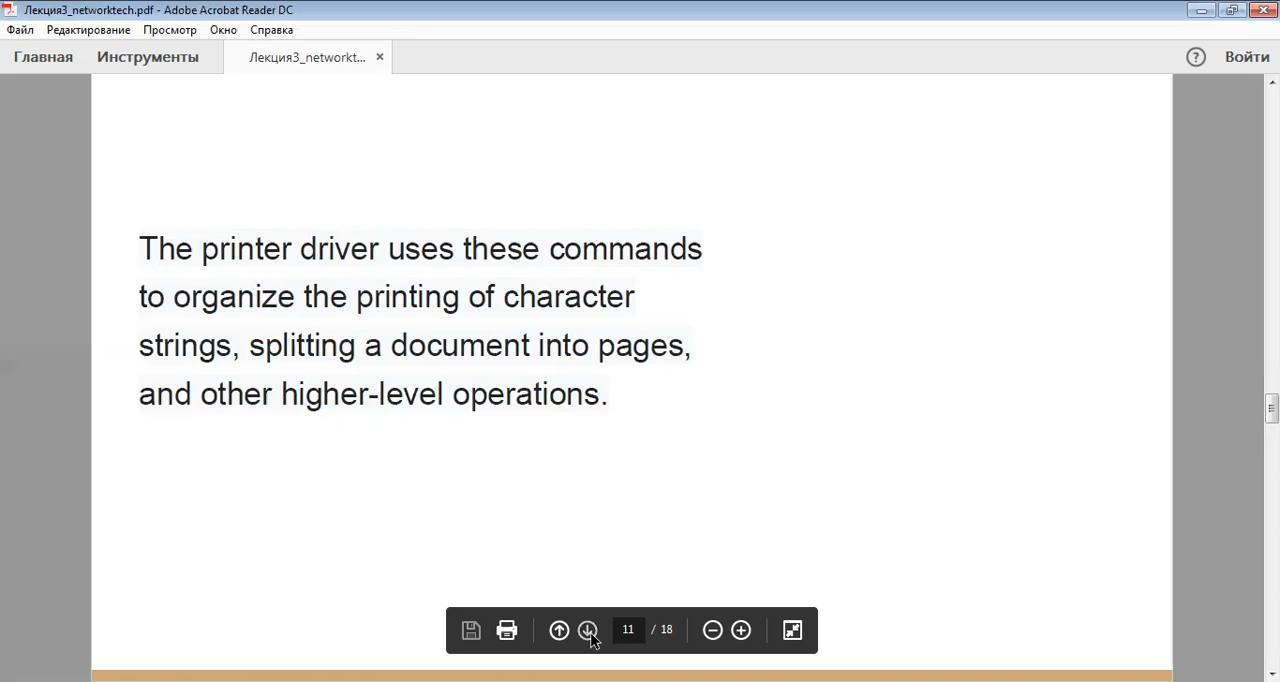 Лекция3_networktech.pdf - Adobe Acrobat Reader DC
Файл Редактирование Просмотр Окно Справка
Главная Инструменты Лекция3_networkt... × ? Войти
The printer driver uses these commands
to organize the printing of character
strings, splitting a document into pages,
and other higher-level operations.
11 / 18